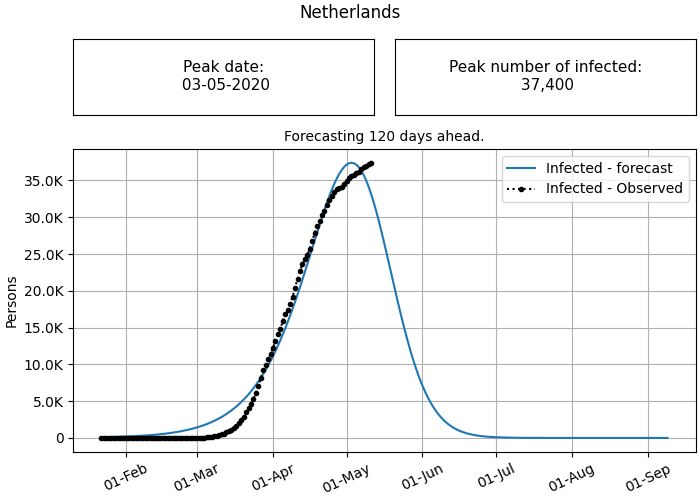 Netherlands
Peak date:
03-05-2020
Peak number of infected:
37,400
Forecasting 120 days ahead.
Infected - forecast
Infected - Observed
Persons
35.0K
30.0K
25.0K
20.0K
15.0K
10.0K
5.0K
0
01-Feb
01-Mar
01-Apr
01-May
01-Jun
01-Jul
01-Aug
01-Sep